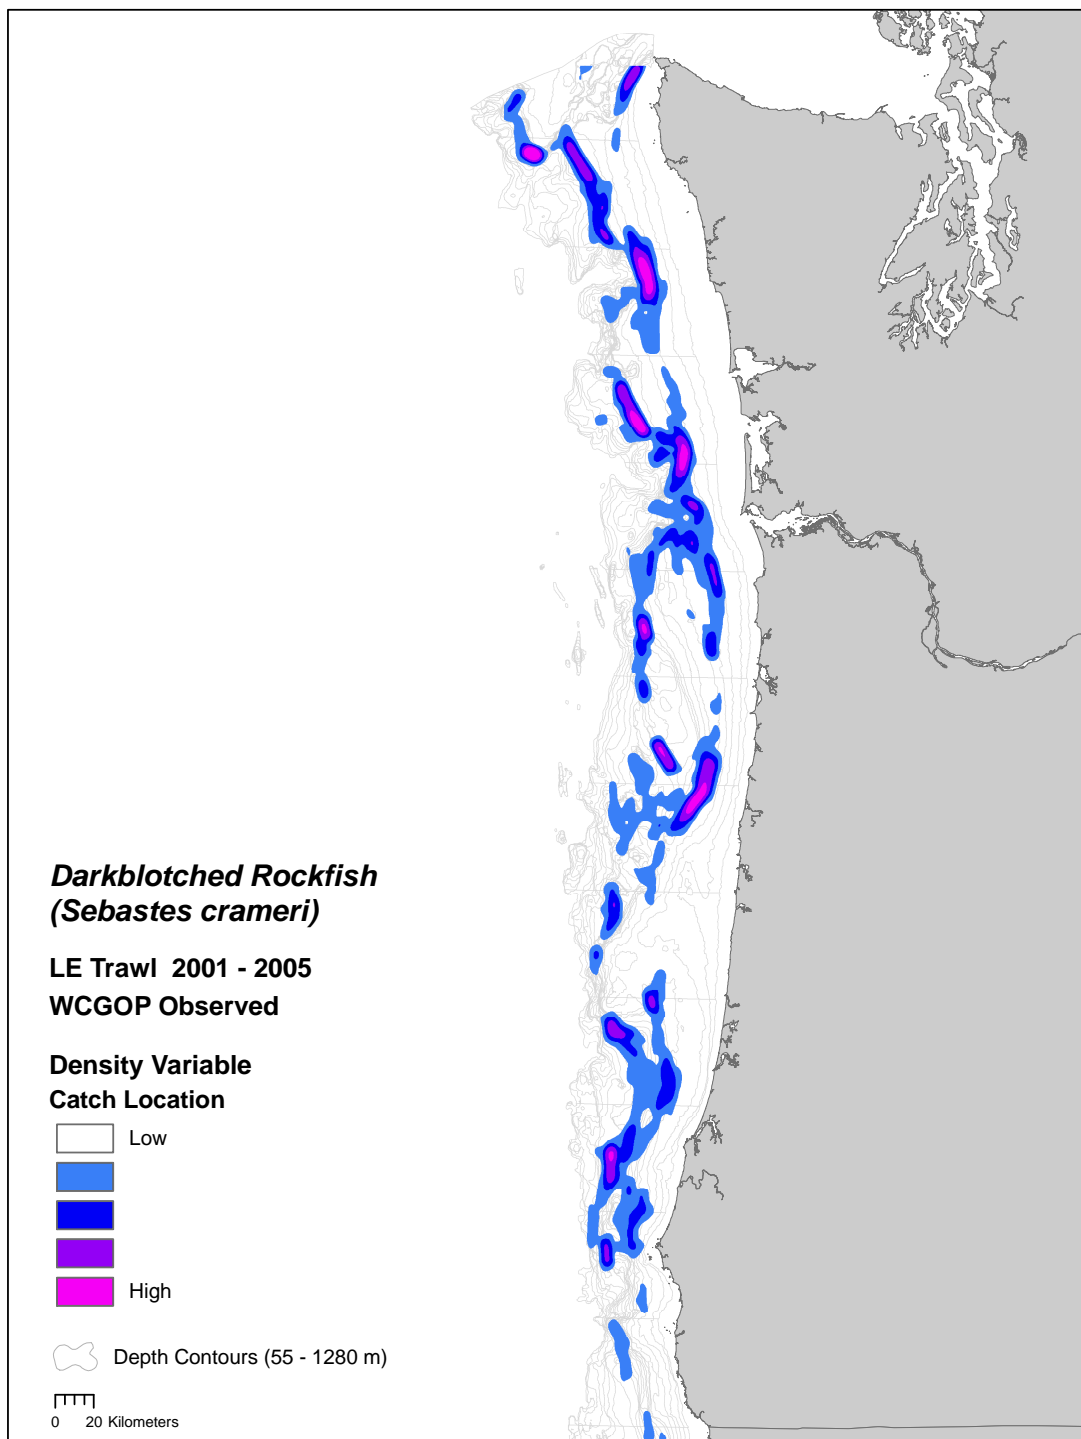 Darkblotched Rockfish
(Sebastes crameri)
LE Trawl 2001 - 2005
WCGOP Observed
Density Variable
Catch Location
Low
High
Depth Contours (55 - 1280 m)
0 20 Kilometers